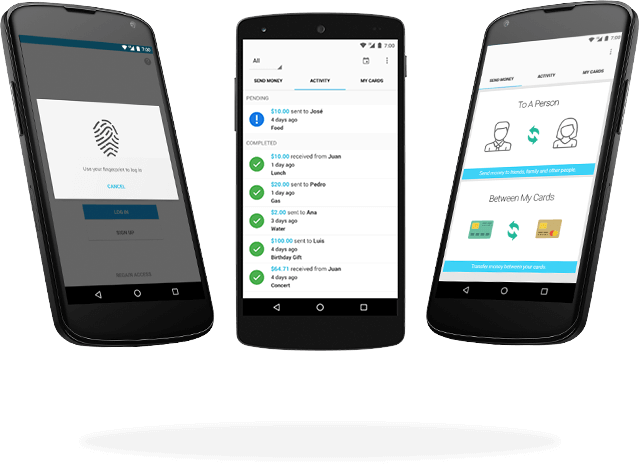 7:00
Use your fingerprint to log in
CANCEL
LOG IN
SIGN UP
REGAIN ACCESS
7:00
All
SEND MONEY
ACTIVITY
MY CARDS
PENDING
$10.00 sent to José
4 days ago
Food
COMPLETED
$10.00 received from Juan
1 day ago
Lunch
$20.00 sent to Pedro
1 day ago
Gas
$2.00 sent to Ana
3 days ago
Water
$100.00 sent to Luis
4 days ago
Birthday Gift
$64.71 received from Juan
4 days ago
Concert
7:00
SEND MONEY
ACTIVITY
MY CARDS
To A Person
Send money to friends, family and other people.
Between My Cards
Transfer money between your cards.